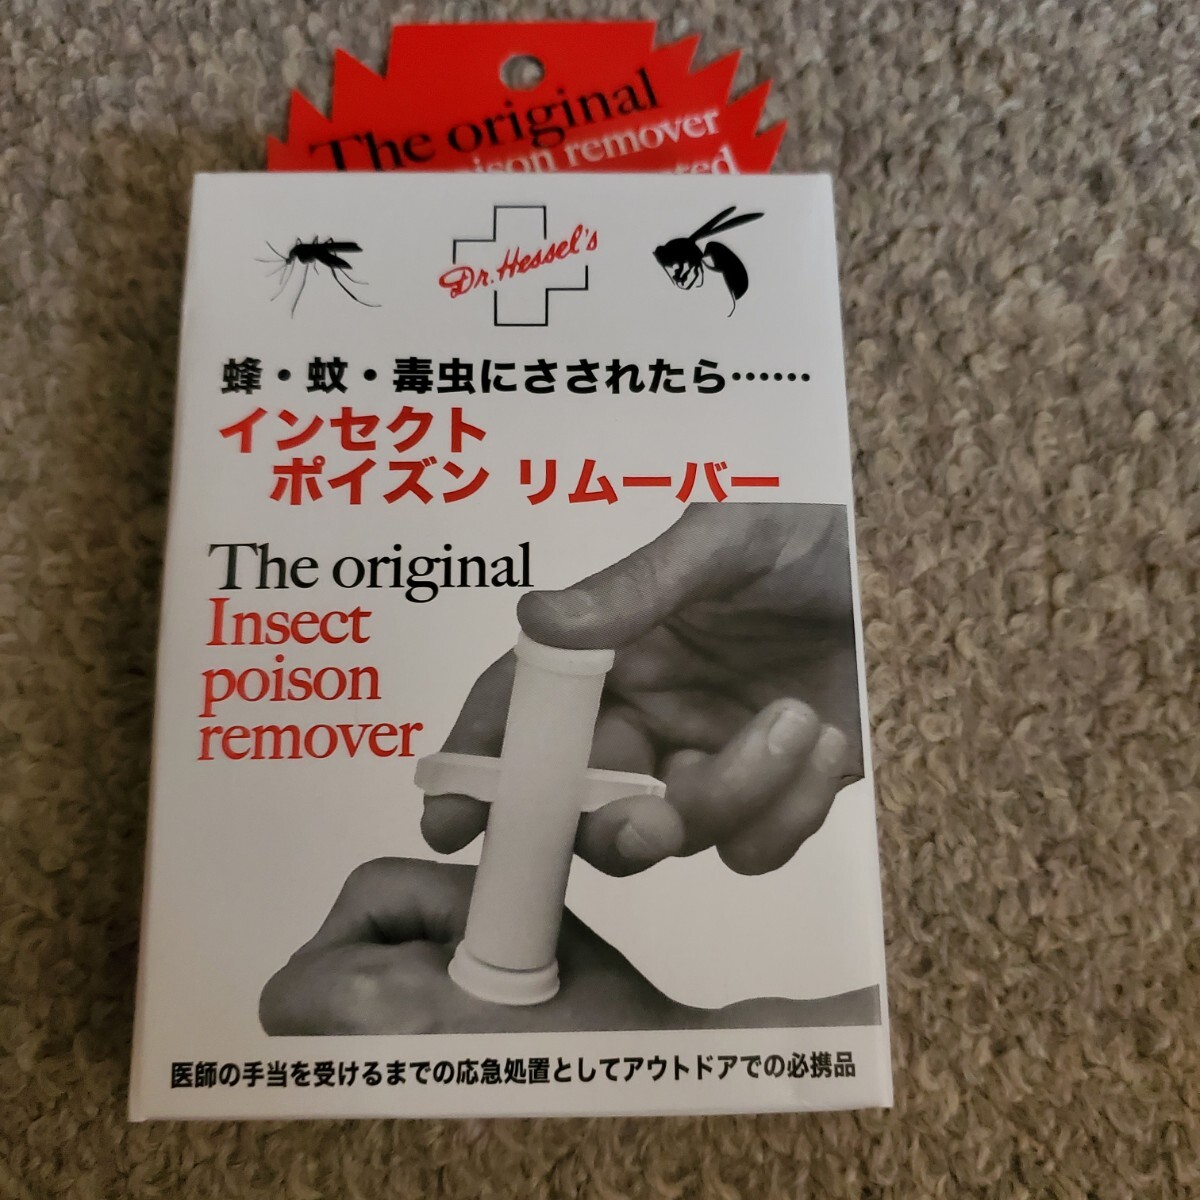 The original
poison remover
Dr. Hessel's
蜂・蚊・毒虫にさされたら……
インセクト
ポイズン リムーバー
The original
Insect
poison
remover
医師の手当を受けるまでの応急処置としてアウトドアでの必携品